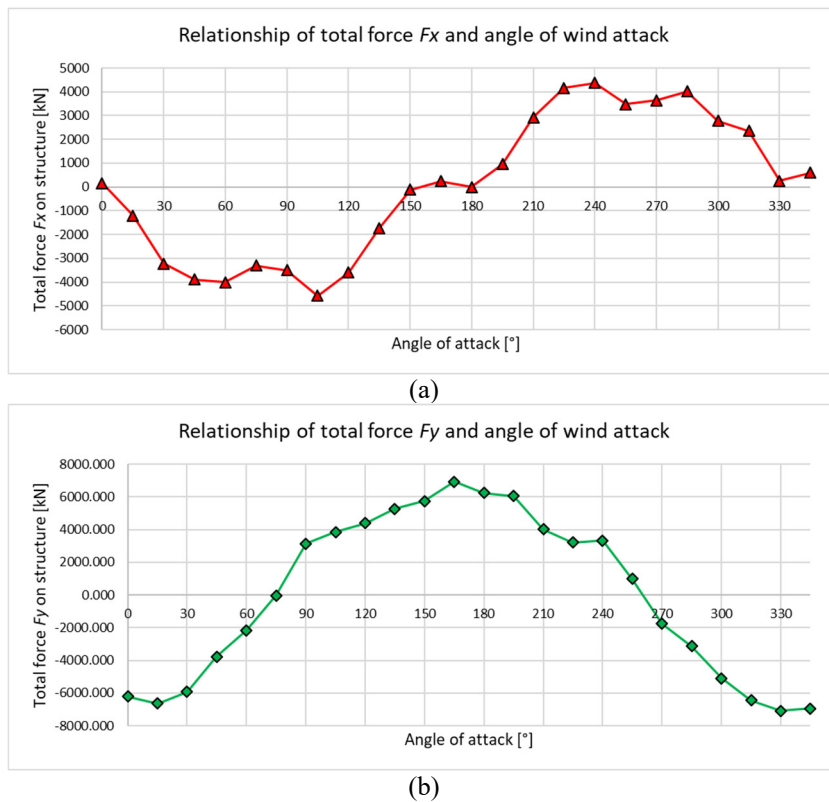 Relationship of total force Fx and angle of wind attack
Total force Fx on structure [kN]
5000
4000
3000
2000
1000
0
-1000
-2000
-3000
-4000
-5000
-6000
0 30 60 90 120 150 180 210 240 270 300 330
Angle of attack [°]
(a)
Relationship of total force Fy and angle of wind attack
Total force Fy on structure [kN]
8000.000
6000.000
4000.000
2000.000
0.000
-2000.000
-4000.000
-6000.000
-8000.000
0 30 60 90 120 150 180 210 240 270 300 330
Angle of attack [°]
(b)